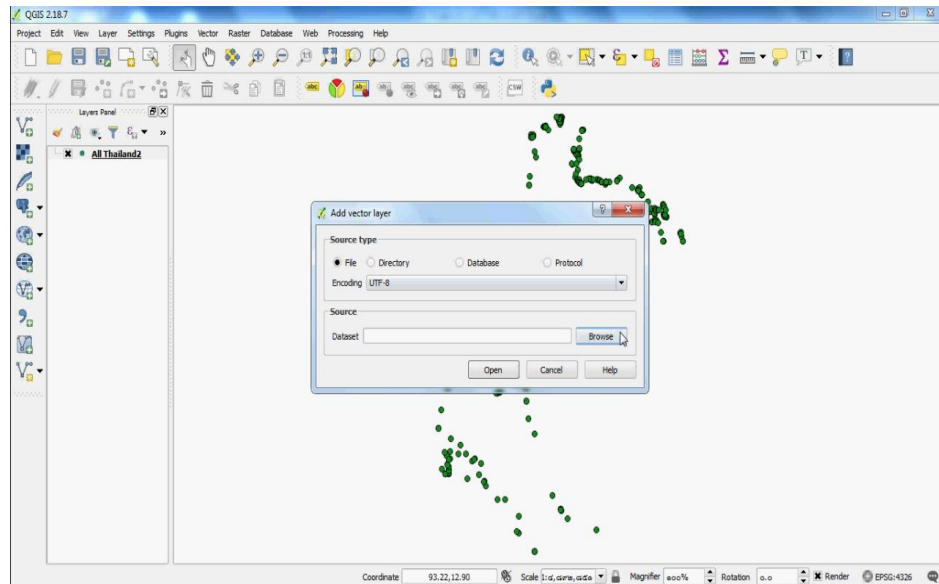 QGIS 2.18.7
Project Edit View Layer Settings Plugins Vector Raster Database Web Processing Help
Layers Panel
All Thailand2
Add vector layer
Source type
File Directory Database Protocol
Encoding UTF-8
Source
Dataset Browse
Open Cancel Help
Coordinate 93.22,12.90 Scale Magnifier Rotation 0.0 Render EPSG:4326